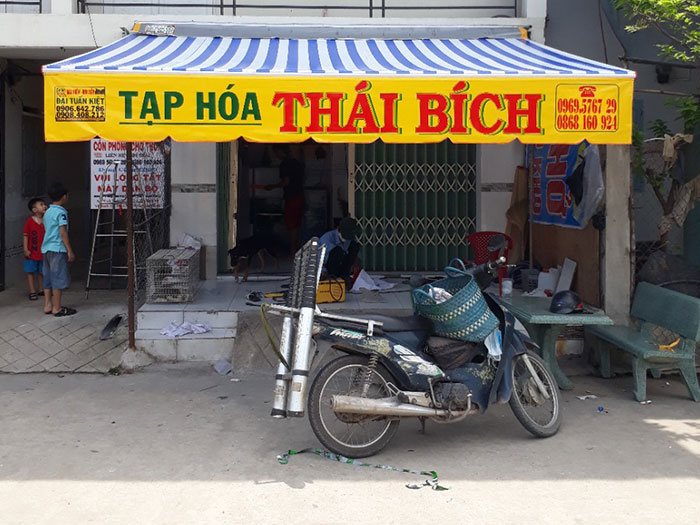 ĐẠI TUẤN KIỆT
0906.642.786
0908.408.212
TẠP HÓA THÁI BÍCH
0969.5767 29
0868 160 924
CÒN PHÒNG CHO THUÊ
VUI LÒNG TẮT
MÁY DẪN BỘ